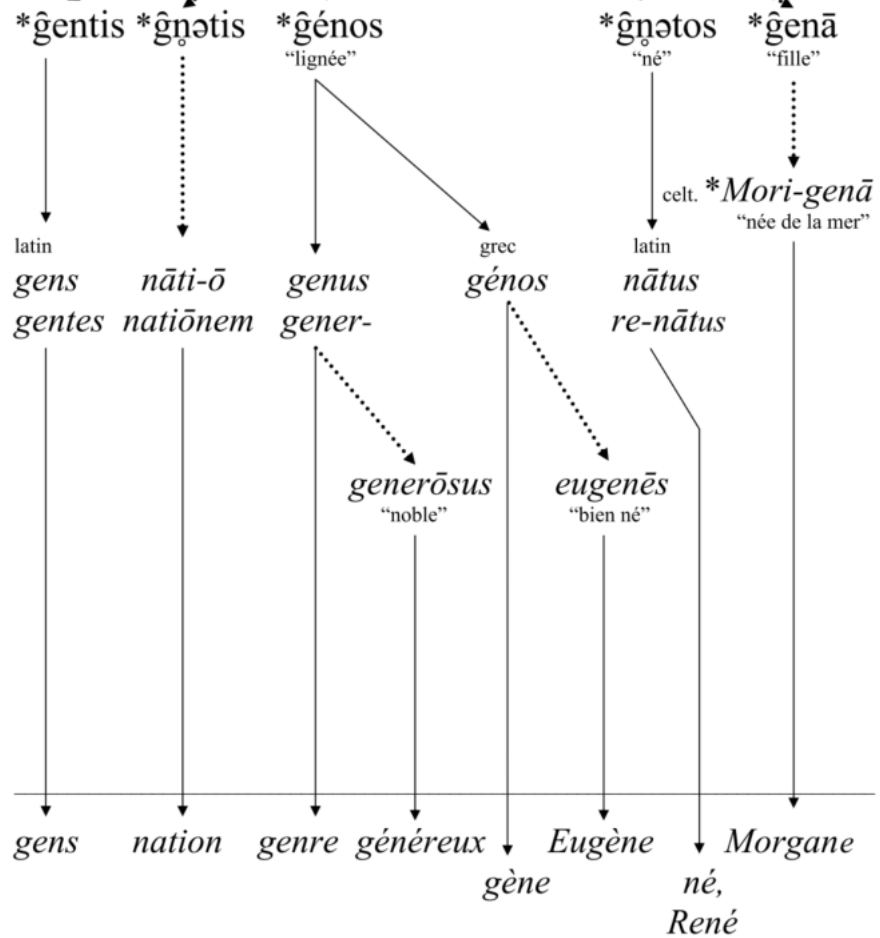 *ĝentis *ĝn̥ətis *ĝénos *ĝn̥ətos *ĝenā
“lignée” “né” “fille”
celt. *Mori-genā
“née de la mer”
latin grec latin
gens nāti-ō genus génos nātus
gentes natiōnem gener- re-nātus
generōsus eugenēs
“noble” “bien né”
gens nation genre généreux Eugène Morgane
gène né,
René